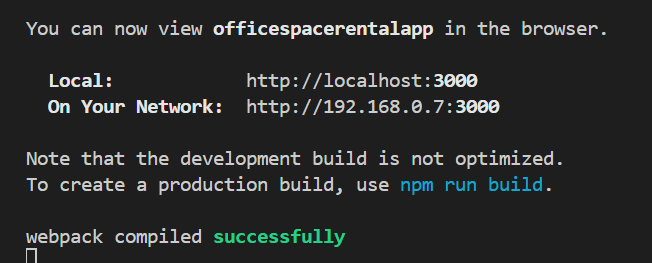 You can now view officespacerentalapp in the browser.
Local: http://localhost:3000
On Your Network: http://192.168.0.7:3000
Note that the development build is not optimized.
To create a production build, use npm run build.
webpack compiled successfully